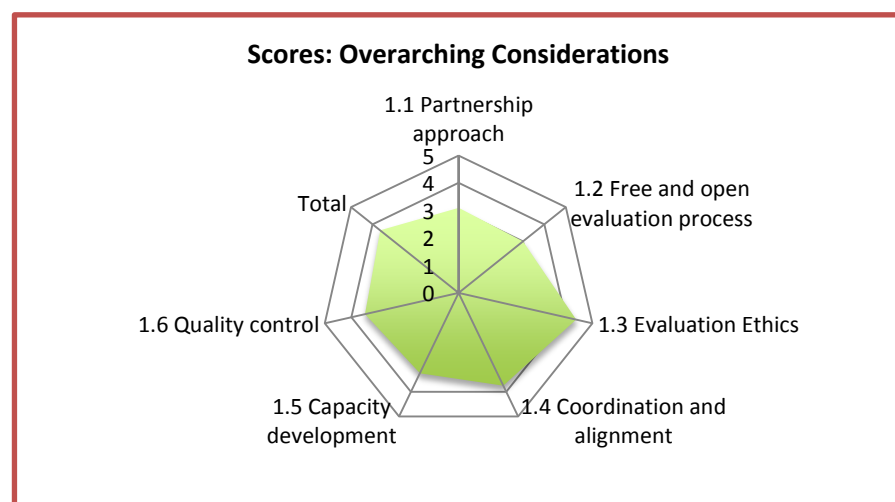 Scores: Overarching Considerations
1.1 Partnership
approach
5
4
3
2
1
0
1.2 Free and open
evaluation process
1.3 Evaluation Ethics
1.4 Coordination and
alignment
1.5 Capacity
development
1.6 Quality control
Total